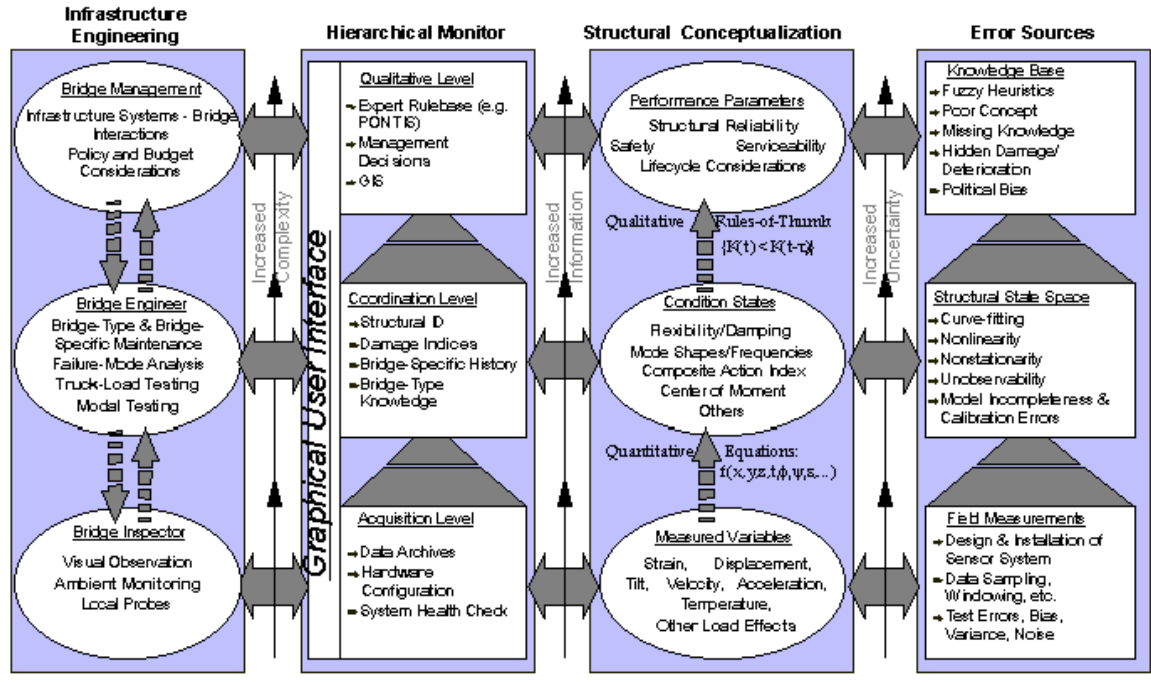 Infrastructure
Engineering
Bridge Management
Infrastructure Systems - Bridge
Interactions
Policy and Budget
Considerations
Bridge Engineer
Bridge-Type & Bridge-
Specific Maintenance
Failure-Mode Analysis
Truck-Load Testing
Modal Testing
Bridge Inspector
Visual Observation
Ambient Monitoring
Local Probes
Increased
Complexity
Hierarchical Monitor
Graphical User Interface
Qualitative Level
Expert Rulebase (e.g.
PONTIS)
Management
Decisions
GIS
Coordination Level
Structural ID
Damage Indices
Bridge-Specific History
Bridge-Type
Knowledge
Acquisition Level
Data Archives
Hardware
Configuration
System Health Check
Increased
Information
Structural Conceptualization
Performance Parameters
Structural Reliability
Safety Serviceability
Lifecycle Considerations
Qualitative Rules-of-Thumb
{K(t) < K(t-τ)}
Condition States
Flexibility/Damping
Mode Shapes/Frequencies
Composite Action Index
Center of Moment
Others
Quantitative Equations:
f(x,y,z,t,ϕ,ψ,s,...)
Measured Variables
Strain, Displacement,
Tilt, Velocity, Acceleration,
Temperature,
Other Load Effects
Increased
Uncertainty
Error Sources
Knowledge Base
Fuzzy Heuristics
Poor Concept
Missing Knowledge
Hidden Damage/
Deterioration
Political Bias
Structural State Space
Curve-fitting
Nonlinearity
Nonstationarity
Unobservability
Model Incompleteness &
Calibration Errors
Field Measurements
Design & Installation of
Sensor System
Data Sampling,
Windowing, etc.
Test Errors, Bias,
Variance, Noise